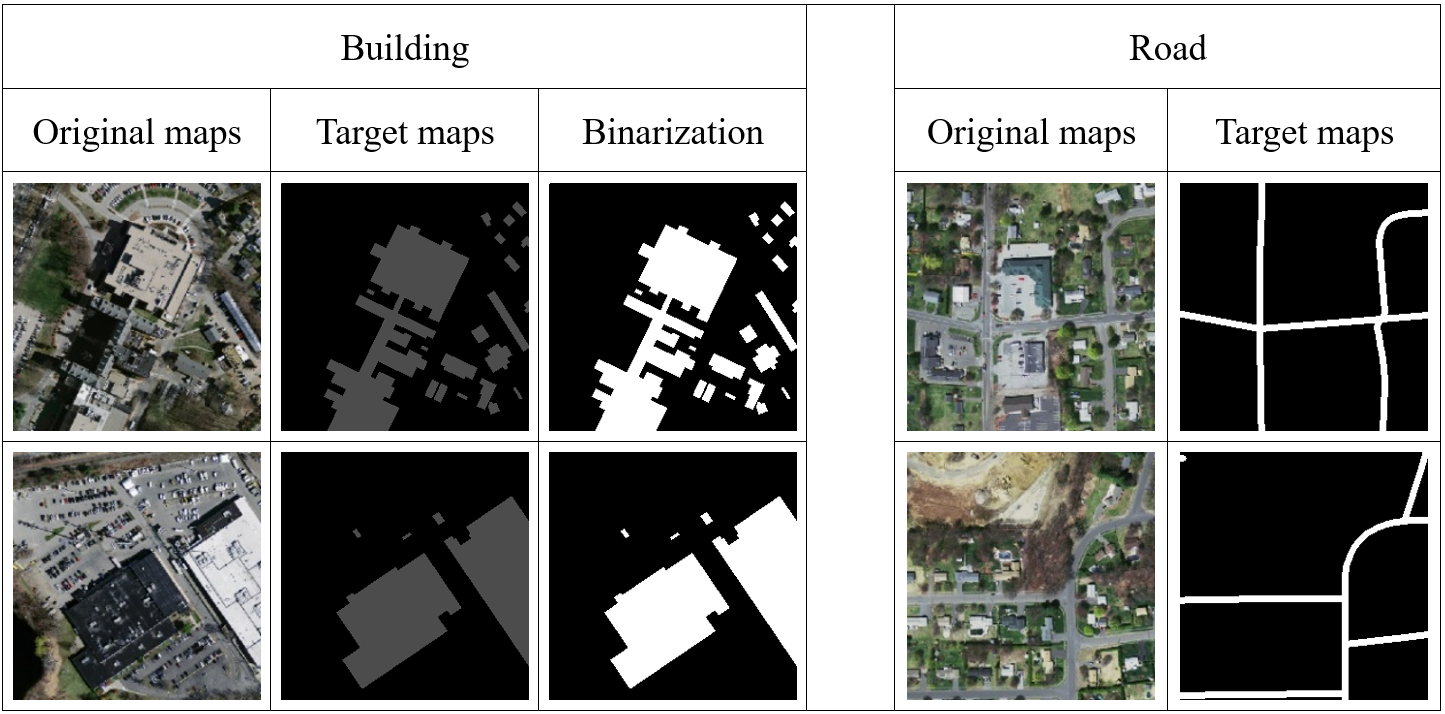 Building
Road
Original maps
Target maps
Binarization
Original maps
Target maps